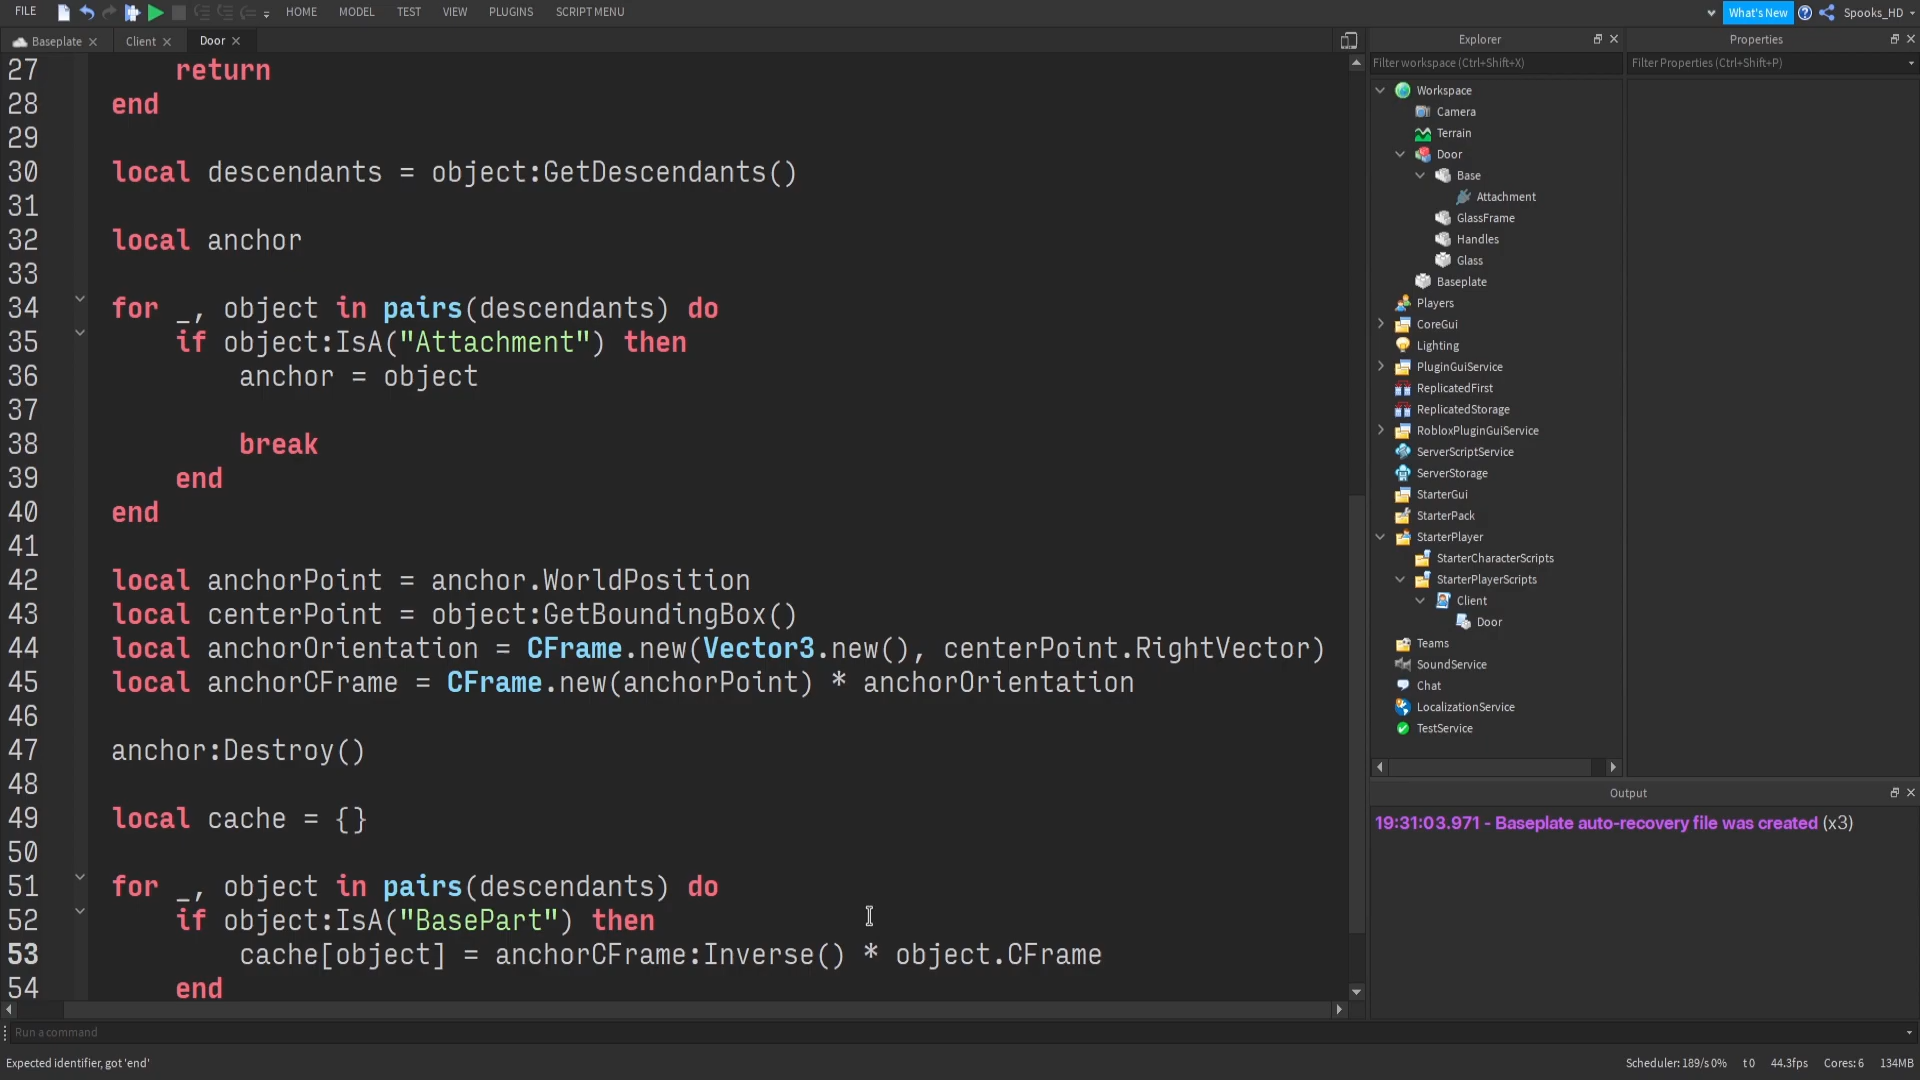 FILE HOME MODEL TEST VIEW PLUGINS SCRIPT MENU What's New Spooks_HD
Baseplate Client Door
27 return
28 end
29
30 local descendants = object:GetDescendants()
31
32 local anchor
33
34 for _, object in pairs(descendants) do
35 if object:IsA("Attachment") then
36 anchor = object
37
38 break
39 end
40 end
41
42 local anchorPoint = anchor.WorldPosition
43 local centerPoint = object:GetBoundingBox()
44 local anchorOrientation = CFrame.new(Vector3.new(), centerPoint.RightVector)
45 local anchorCFrame = CFrame.new(anchorPoint) * anchorOrientation
46
47 anchor:Destroy()
48
49 local cache = {}
50
51 for _, object in pairs(descendants) do
52 if object:IsA("BasePart") then
53 cache[object] = anchorCFrame:Inverse() * object.CFrame
54 end
Explorer
Filter workspace (Ctrl+Shift+X)
Workspace
Camera
Terrain
Door
Base
Attachment
GlassFrame
Handles
Glass
Baseplate
Players
CoreGui
Lighting
PluginGuiService
ReplicatedFirst
ReplicatedStorage
RobloxPluginGuiService
ServerScriptService
ServerStorage
StarterGui
StarterPack
StarterPlayer
StarterCharacterScripts
StarterPlayerScripts
Client
Door
Teams
SoundService
Chat
LocalizationService
TestService
Properties
Filter Properties (Ctrl+Shift+P)
Output
19:31:03.971 - Baseplate auto-recovery file was created (x3)
Run a command
Expected identifier, got 'end'
Scheduler: 189/s 0% t 0 44.3fps Cores: 6 134MB